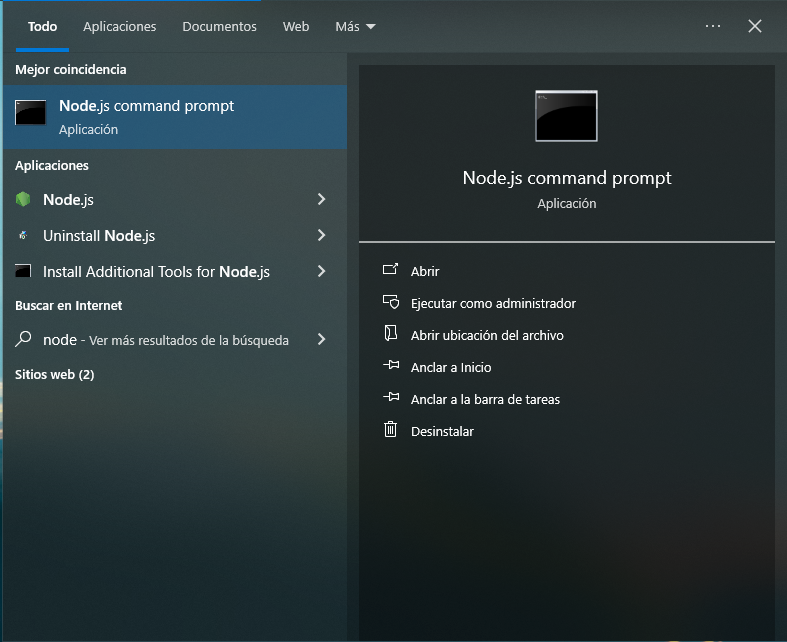 Todo Aplicaciones Documentos Web Más ...
Mejor coincidencia
Node.js command prompt
Aplicación
Aplicaciones
Node.js
Uninstall Node.js
Install Additional Tools for Node.js
Buscar en Internet
node - Ver más resultados de la búsqueda
Sitios web (2)
Node.js command prompt
Aplicación
Abrir
Ejecutar como administrador
Abrir ubicación del archivo
Anclar a Inicio
Anclar a la barra de tareas
Desinstalar